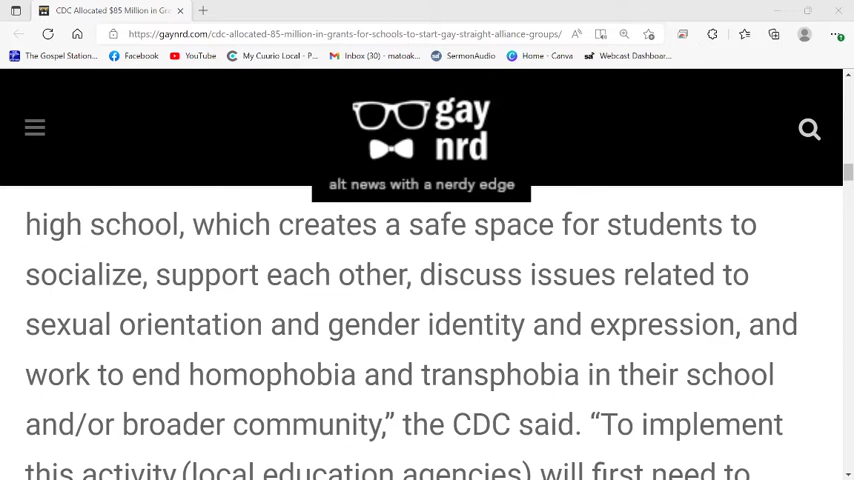 CDC Allocated $85 Million in Gra
https://gaynrd.com/cdc-allocated-85-million-in-grants-for-schools-to-start-gay-straight-alliance-groups/
The Gospel Station... Facebook YouTube My Cuurio Local - P... Inbox (30) - matoak... SermonAudio Home - Canva Webcast Dashboar...
gay
nrd
alt news with a nerdy edge
high school, which creates a safe space for students to
socialize, support each other, discuss issues related to
sexual orientation and gender identity and expression, and
work to end homophobia and transphobia in their school
and/or broader community,” the CDC said. “To implement
this activity (local education agencies) will first need to